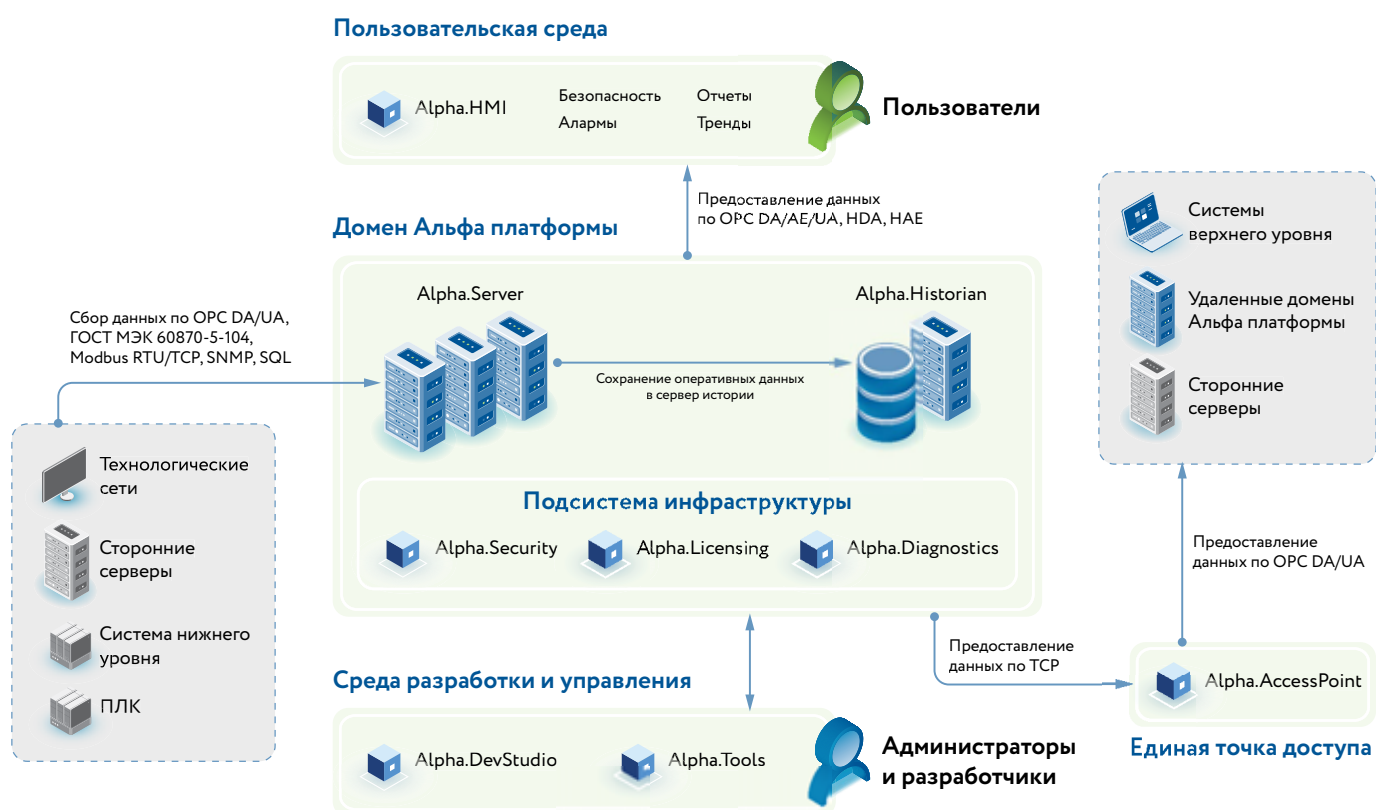 Пользовательская среда
Alpha.HMI
Безопасность
Отчеты
Алармы
Тренды
Пользователи
Предоставление данных
по OPC DA/AE/UA, HDA, HAE
Домен Альфа платформы
Alpha.Server
Alpha.Historian
Сбор данных по OPC DA/UA,
ГОСТ МЭК 60870-5-104,
Modbus RTU/TCP, SNMP, SQL
Сохранение оперативных данных
в сервер истории
Технологические
сети
Сторонние
серверы
Система нижнего
уровня
ПЛК
Подсистема инфраструктуры
Alpha.Security
Alpha.Licensing
Alpha.Diagnostics
Системы
верхнего уровня
Удаленные домены
Альфа платформы
Сторонние
серверы
Предоставление
данных по OPC DA/UA
Предоставление
данных по TCP
Alpha.AccessPoint
Единая точка доступа
Среда разработки и управления
Alpha.DevStudio
Alpha.Tools
Администраторы
и разработчики